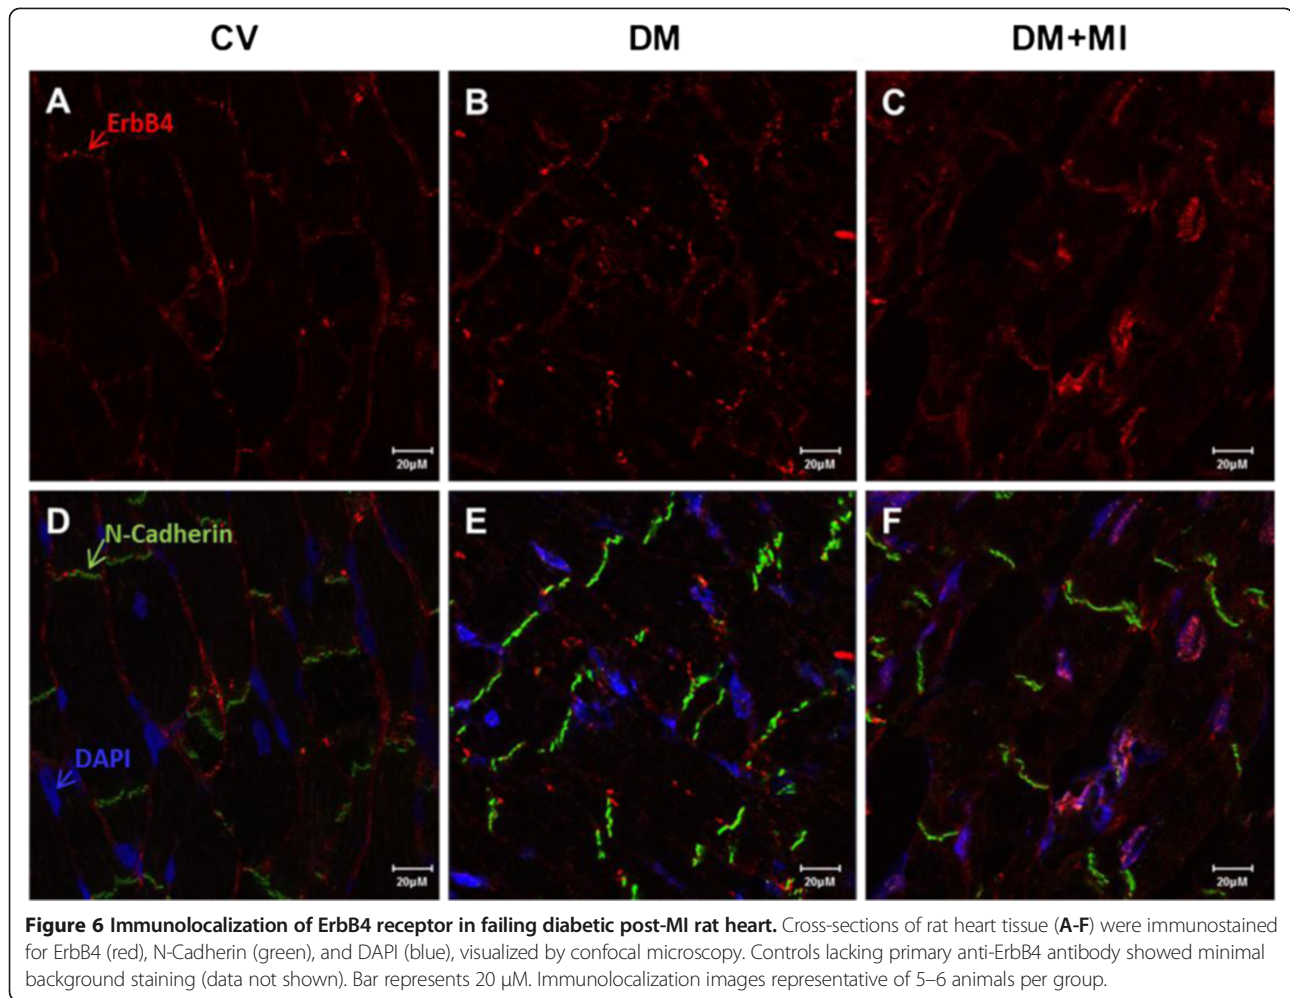 CV DM DM+MI
A B C
ErbB4
20µM 20µM 20µM
D E F
N-Cadherin
DAPI
20µM 20µM 20µM
Figure 6 Immunolocalization of ErbB4 receptor in failing diabetic post-MI rat heart. Cross-sections of rat heart tissue (A-F) were immunostained
for ErbB4 (red), N-Cadherin (green), and DAPI (blue), visualized by confocal microscopy. Controls lacking primary anti-ErbB4 antibody showed minimal
background staining (data not shown). Bar represents 20 µM. Immunolocalization images representative of 5–6 animals per group.